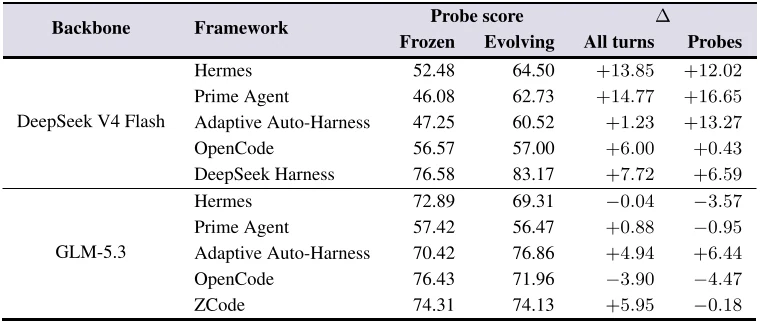 Backbone Framework Probe score Δ
Frozen Evolving All turns Probes
Hermes 52.48 64.50 +13.85 +12.02
Prime Agent 46.08 62.73 +14.77 +16.65
DeepSeek V4 Flash Adaptive Auto-Harness 47.25 60.52 +1.23 +13.27
OpenCode 56.57 57.00 +6.00 +0.43
DeepSeek Harness 76.58 83.17 +7.72 +6.59
Hermes 72.89 69.31 −0.04 −3.57
Prime Agent 57.42 56.47 +0.88 −0.95
GLM-5.3 Adaptive Auto-Harness 70.42 76.86 +4.94 +6.44
OpenCode 76.43 71.96 −3.90 −4.47
ZCode 74.31 74.13 +5.95 −0.18